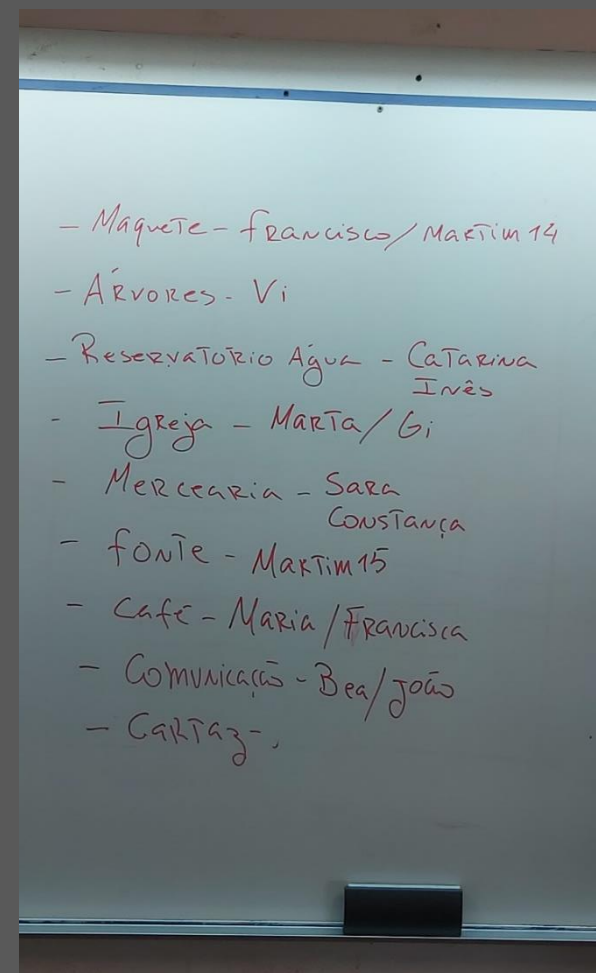 - Maquete - Francisco/Martim 14
- Árvores - Vi
- Reservatório Água - Catarina
Inês
- Igreja - Marta/Gi
- Mercearia - Sara
Constança
- Fonte - Martim 15
- Café - Maria/Francisca
- Comunicação - Bea/João
- Cartaz - .